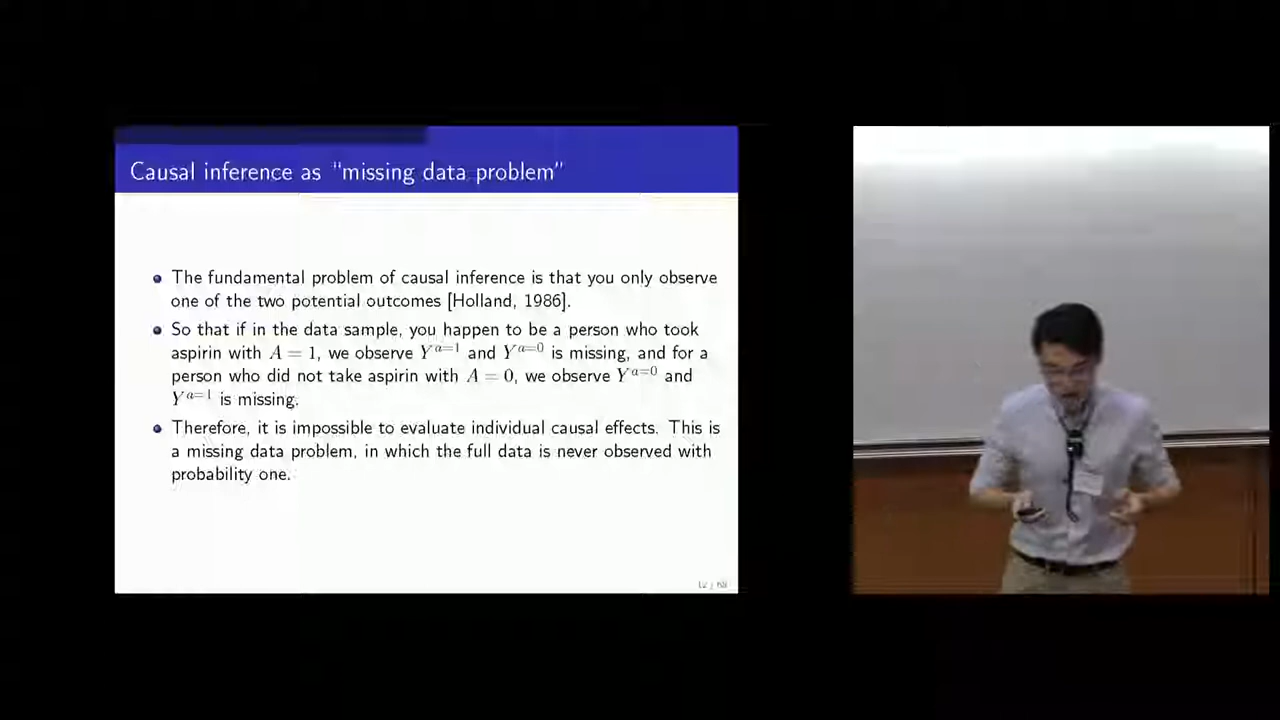 Causal inference as "missing data problem"
The fundamental problem of causal inference is that you only observe
one of the two potential outcomes [Holland, 1986].
So that if in the data sample, you happen to be a person who took
aspirin with A = 1, we observe Y^{a=1} and Y^{a=0} is missing, and for a
person who did not take aspirin with A = 0, we observe Y^{a=0} and
Y^{a=1} is missing.
Therefore, it is impossible to evaluate individual causal effects. This is
a missing data problem, in which the full data is never observed with
probability one.